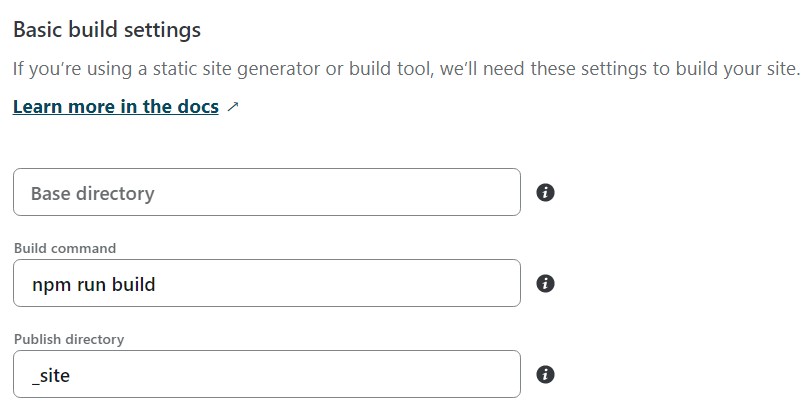 Basic build settings
If you’re using a static site generator or build tool, we’ll need these settings to build your site.
Learn more in the docs ↗
Base directory
Build command
npm run build
Publish directory
_site